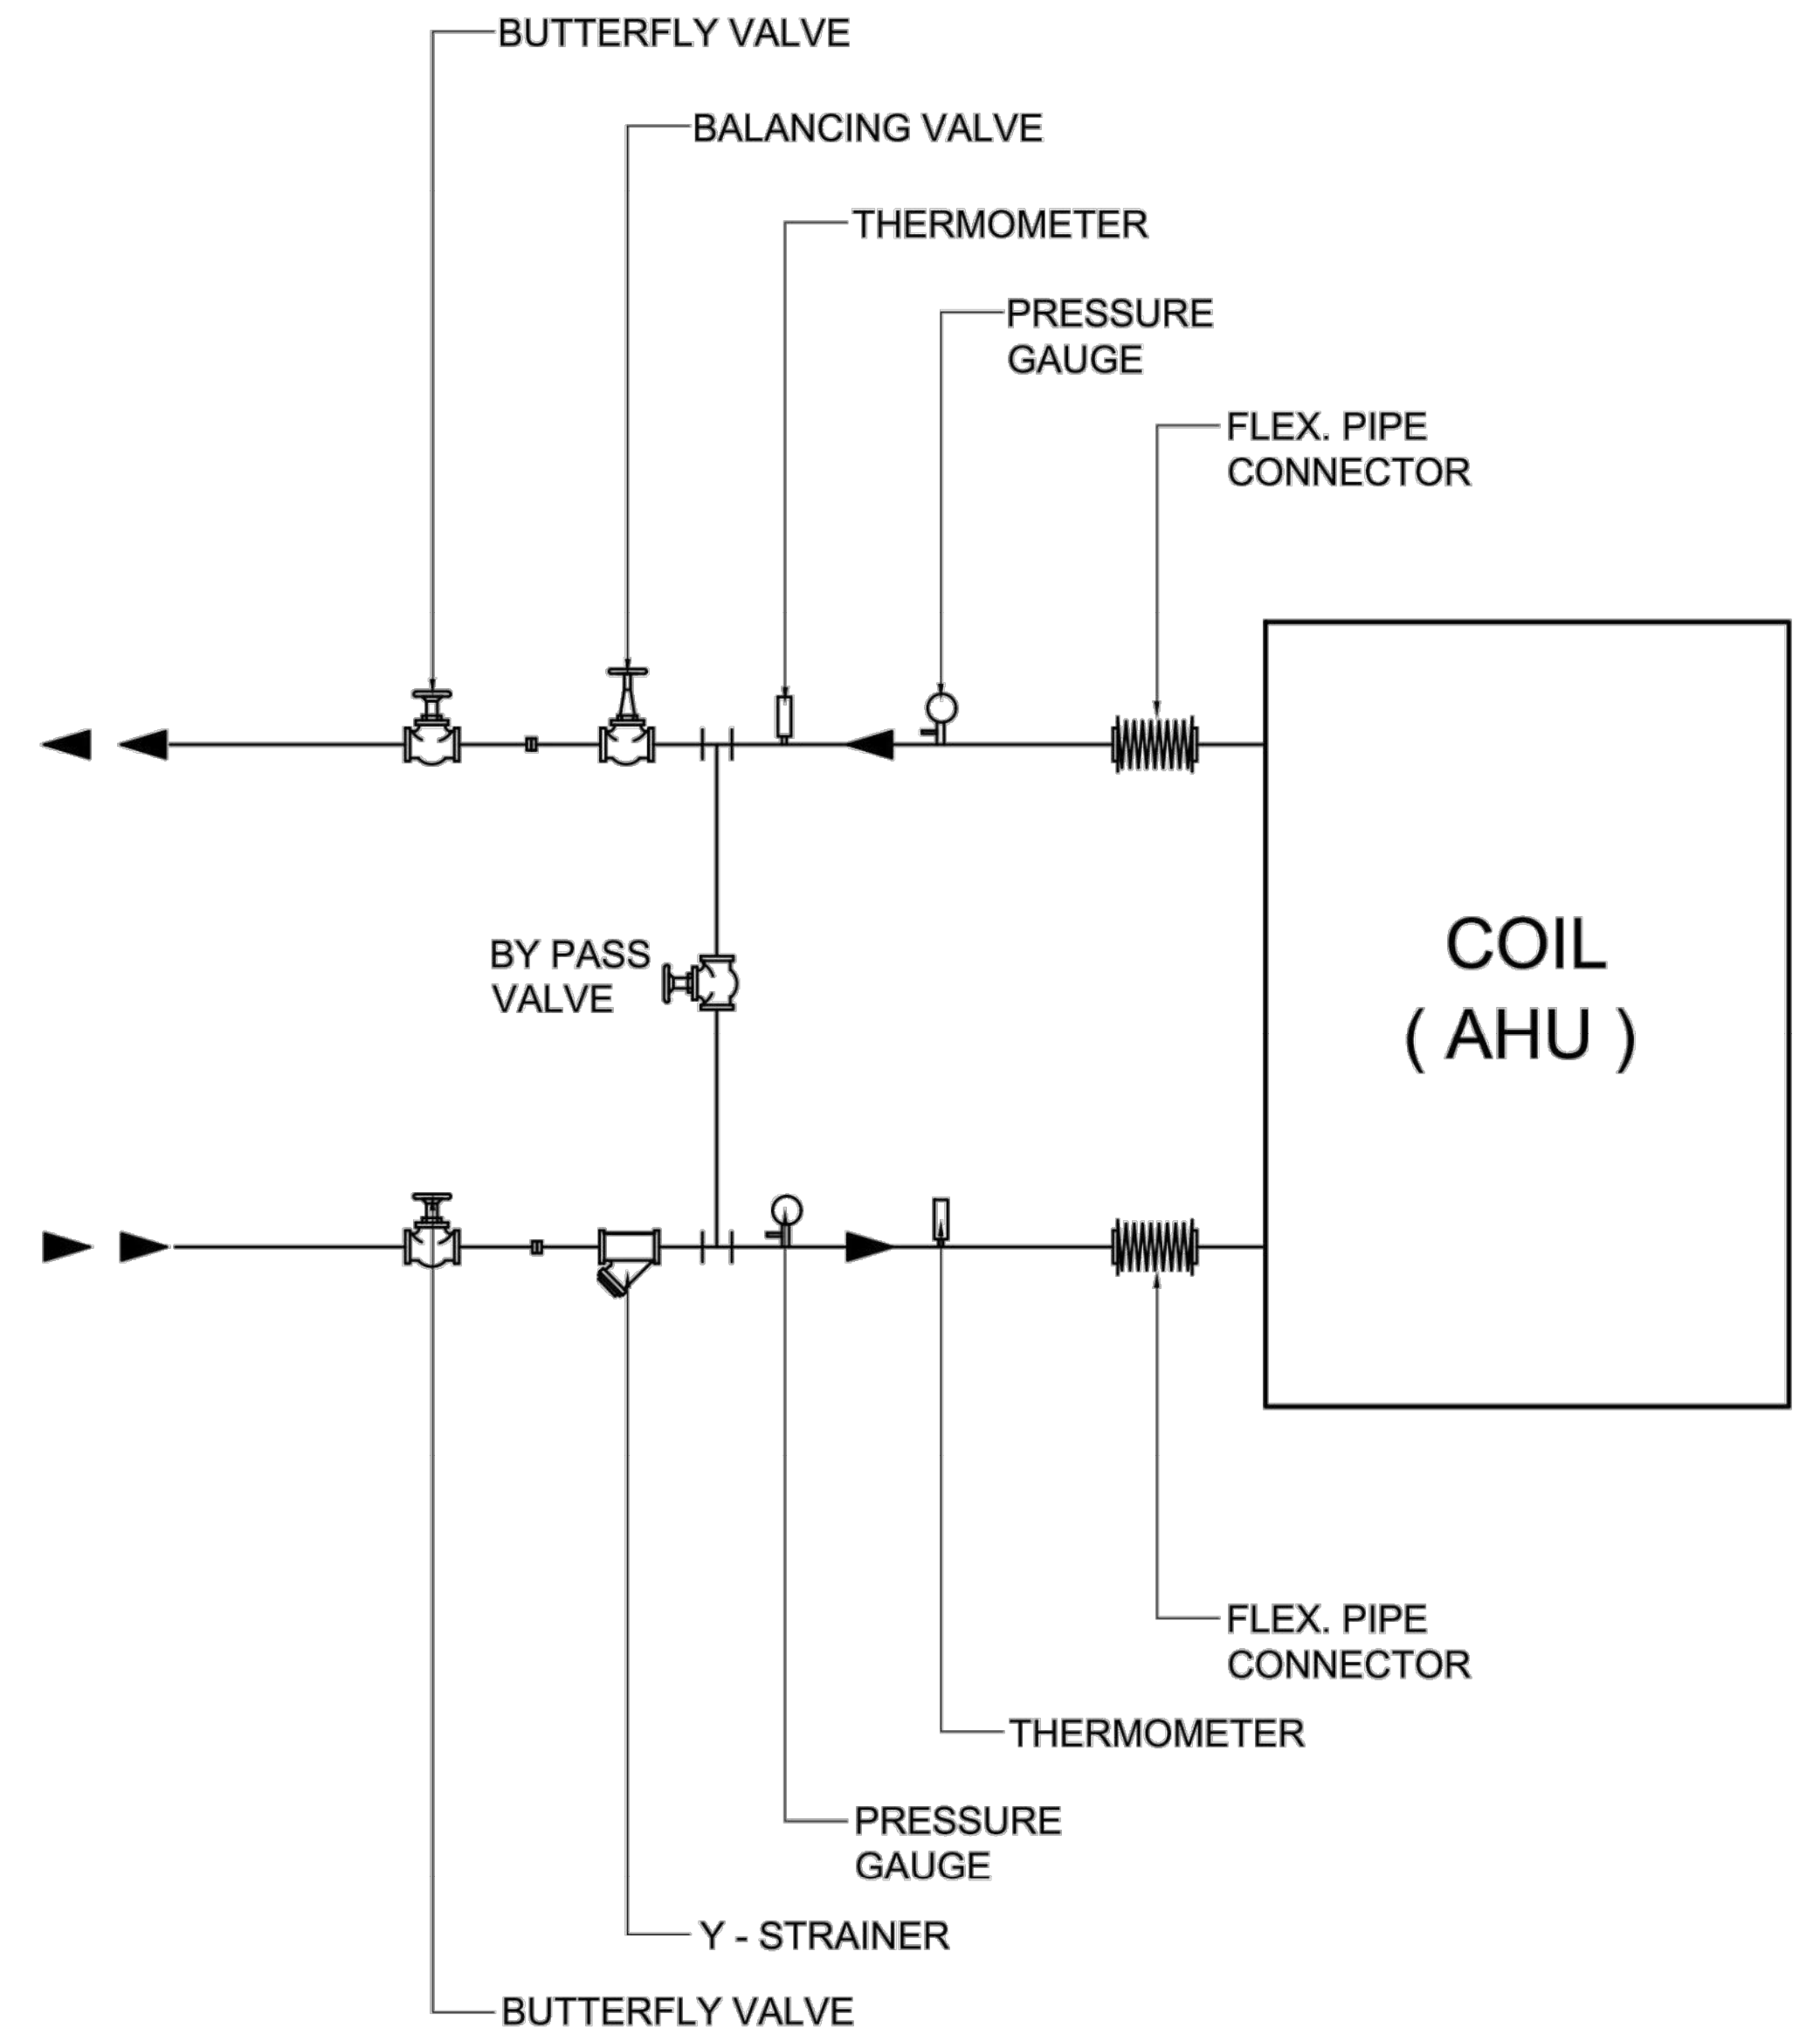 BUTTERFLY VALVE
BALANCING VALVE
THERMOMETER
PRESSURE
GAUGE
FLEX. PIPE
CONNECTOR
BY PASS
VALVE
COIL
( AHU )
FLEX. PIPE
CONNECTOR
THERMOMETER
PRESSURE
GAUGE
Y - STRAINER
BUTTERFLY VALVE